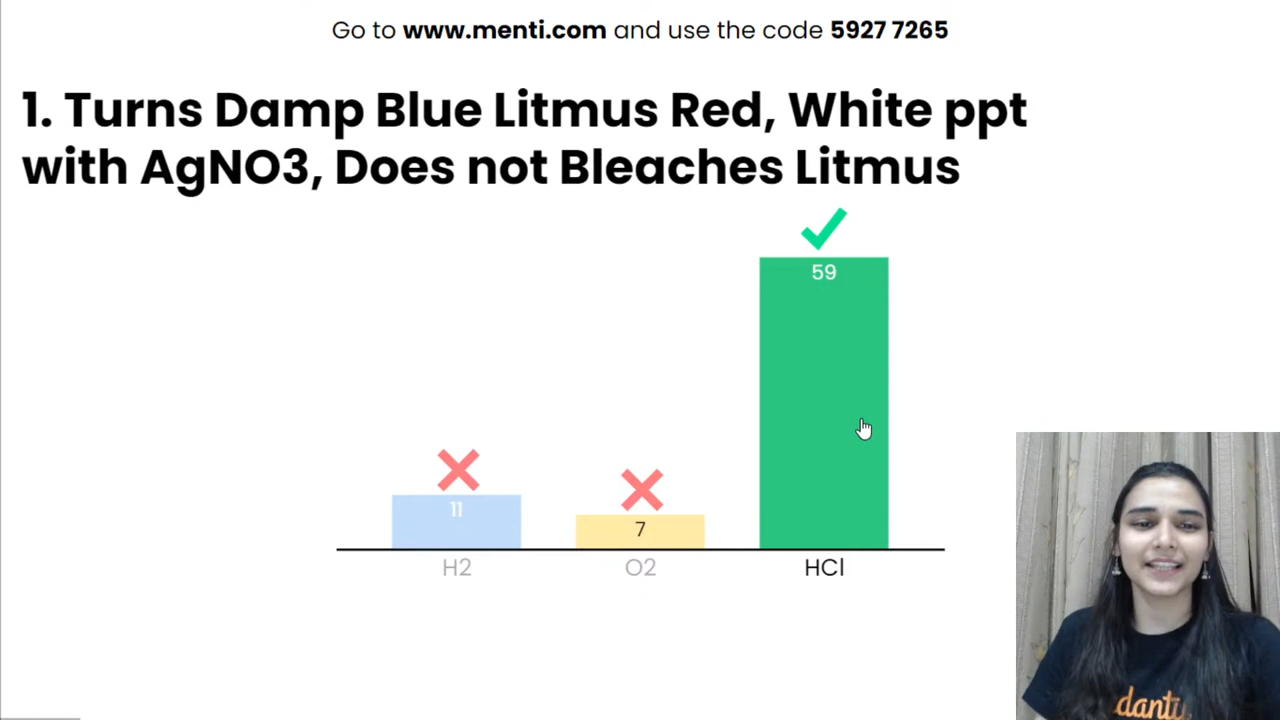 Go to www.menti.com and use the code 5927 7265
1. Turns Damp Blue Litmus Red, White ppt
with AgNO3, Does not Bleaches Litmus
59
11
7
H2
O2
HCl
danti